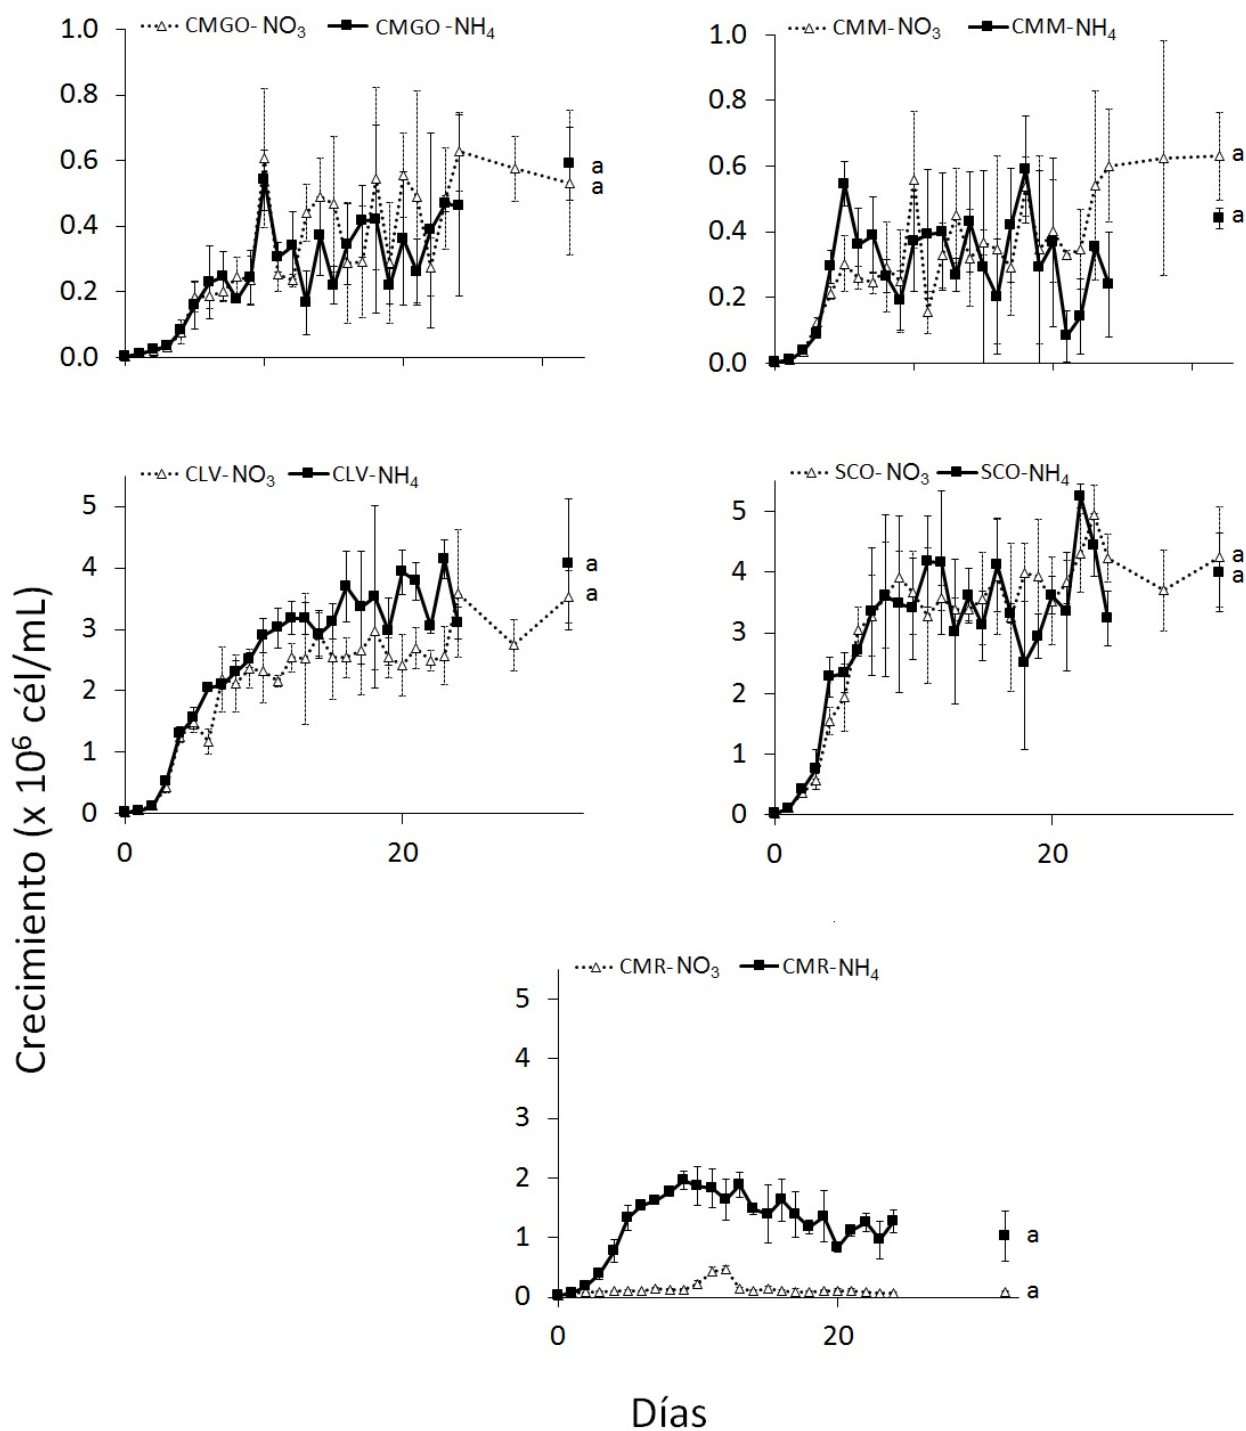 CMGO-NO₃ CMGO-NH₄
1.0
0.8
0.6
0.4
0.2
0.0
a
a
CMM-NO₃ CMM-NH₄
1.0
0.8
0.6
0.4
0.2
0.0
a
a
CLV-NO₃ CLV-NH₄
5
4
3
2
1
0
a
a
0 20
SCO-NO₃ SCO-NH₄
5
4
3
2
1
0
a
a
0 20
Crecimiento (x 10⁶ cél/mL)
CMR-NO₃ CMR-NH₄
5
4
3
2
1
0
a
a
0 20
Días